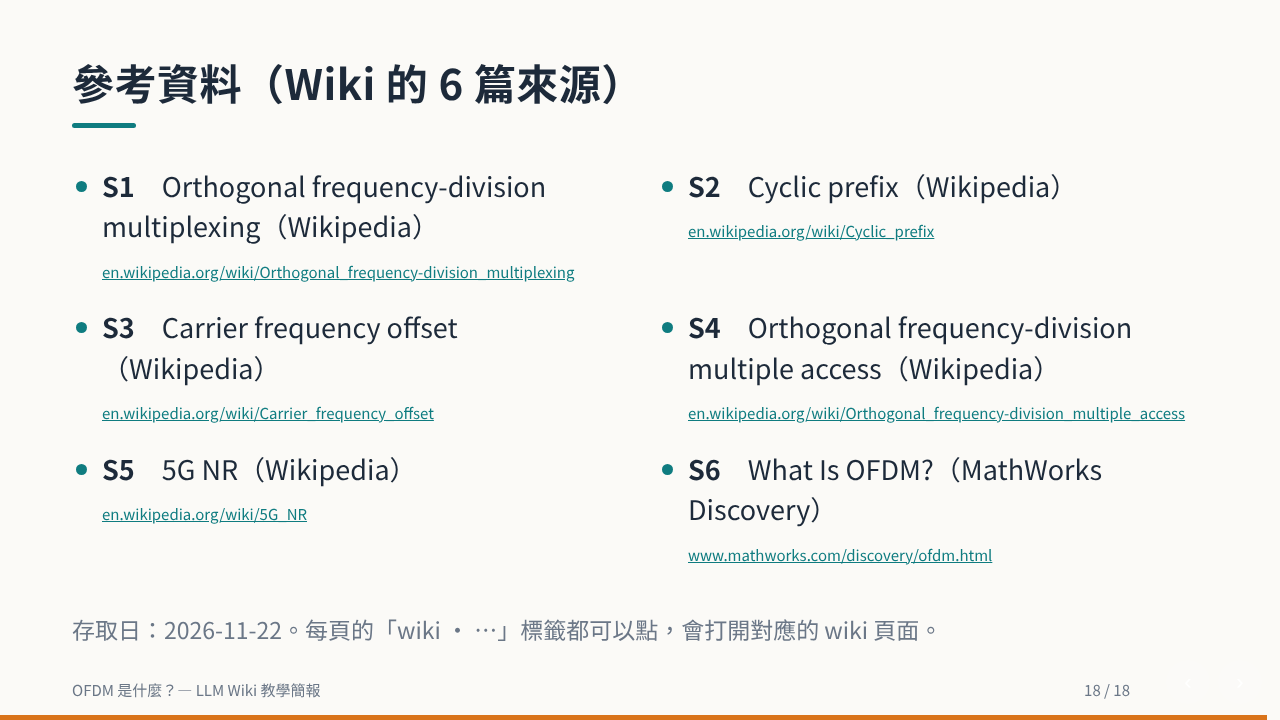 參考資料（Wiki 的 6 篇來源）
S1 Orthogonal frequency-division
multiplexing（Wikipedia）
en.wikipedia.org/wiki/Orthogonal_frequency-division_multiplexing
S2 Cyclic prefix（Wikipedia）
en.wikipedia.org/wiki/Cyclic_prefix
S3 Carrier frequency offset
（Wikipedia）
en.wikipedia.org/wiki/Carrier_frequency_offset
S4 Orthogonal frequency-division
multiple access（Wikipedia）
en.wikipedia.org/wiki/Orthogonal_frequency-division_multiple_access
S5 5G NR（Wikipedia）
en.wikipedia.org/wiki/5G_NR
S6 What Is OFDM?（MathWorks
Discovery）
www.mathworks.com/discovery/ofdm.html
存取日：2026-11-22。每頁的「wiki · …」標籤都可以點，會打開對應的 wiki 頁面。
OFDM 是什麼？— LLM Wiki 教學簡報
18 / 18